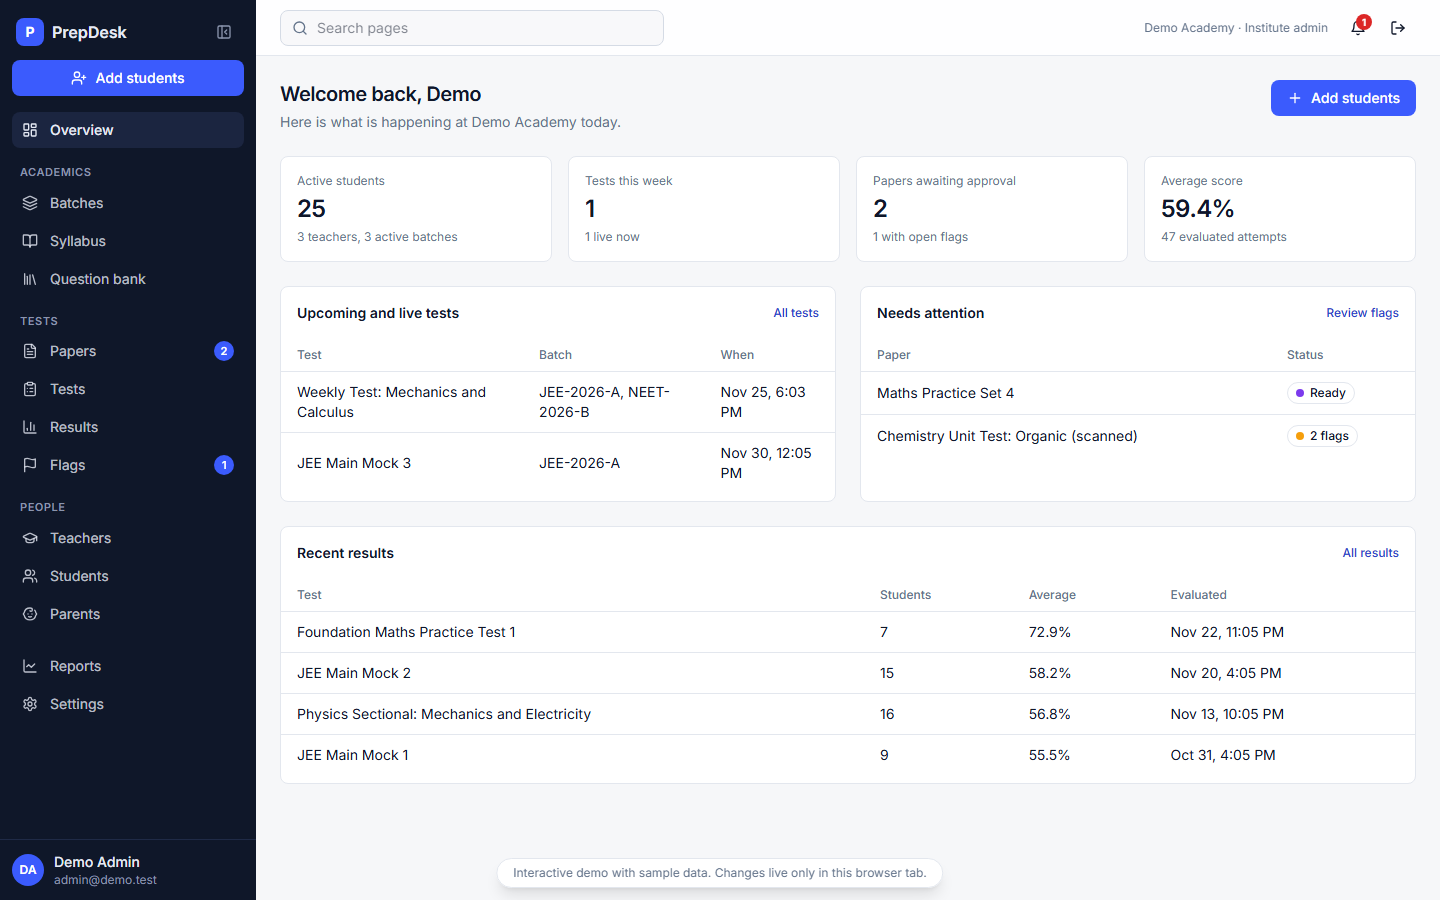 P PrepDesk
Add students
Overview
ACADEMICS
Batches
Syllabus
Question bank
TESTS
Papers 2
Tests
Results
Flags 1
PEOPLE
Teachers
Students
Parents
Reports
Settings
DA Demo Admin
admin@demo.test
Search pages
Demo Academy · Institute admin
1
Welcome back, Demo
Here is what is happening at Demo Academy today.
Add students
Active students
25
3 teachers, 3 active batches
Tests this week
1
1 live now
Papers awaiting approval
2
1 with open flags
Average score
59.4%
47 evaluated attempts
Upcoming and live tests All tests
Test Batch When
Weekly Test: Mechanics and JEE-2026-A, NEET- Nov 25, 6:03
Calculus 2026-B PM
JEE Main Mock 3 JEE-2026-A Nov 30, 12:05
PM
Needs attention Review flags
Paper Status
Maths Practice Set 4 Ready
Chemistry Unit Test: Organic (scanned) 2 flags
Recent results All results
Test Students Average Evaluated
Foundation Maths Practice Test 1 7 72.9% Nov 22, 11:05 PM
JEE Main Mock 2 15 58.2% Nov 20, 4:05 PM
Physics Sectional: Mechanics and Electricity 16 56.8% Nov 13, 10:05 PM
JEE Main Mock 1 9 55.5% Oct 31, 4:05 PM
Interactive demo with sample data. Changes live only in this browser tab.